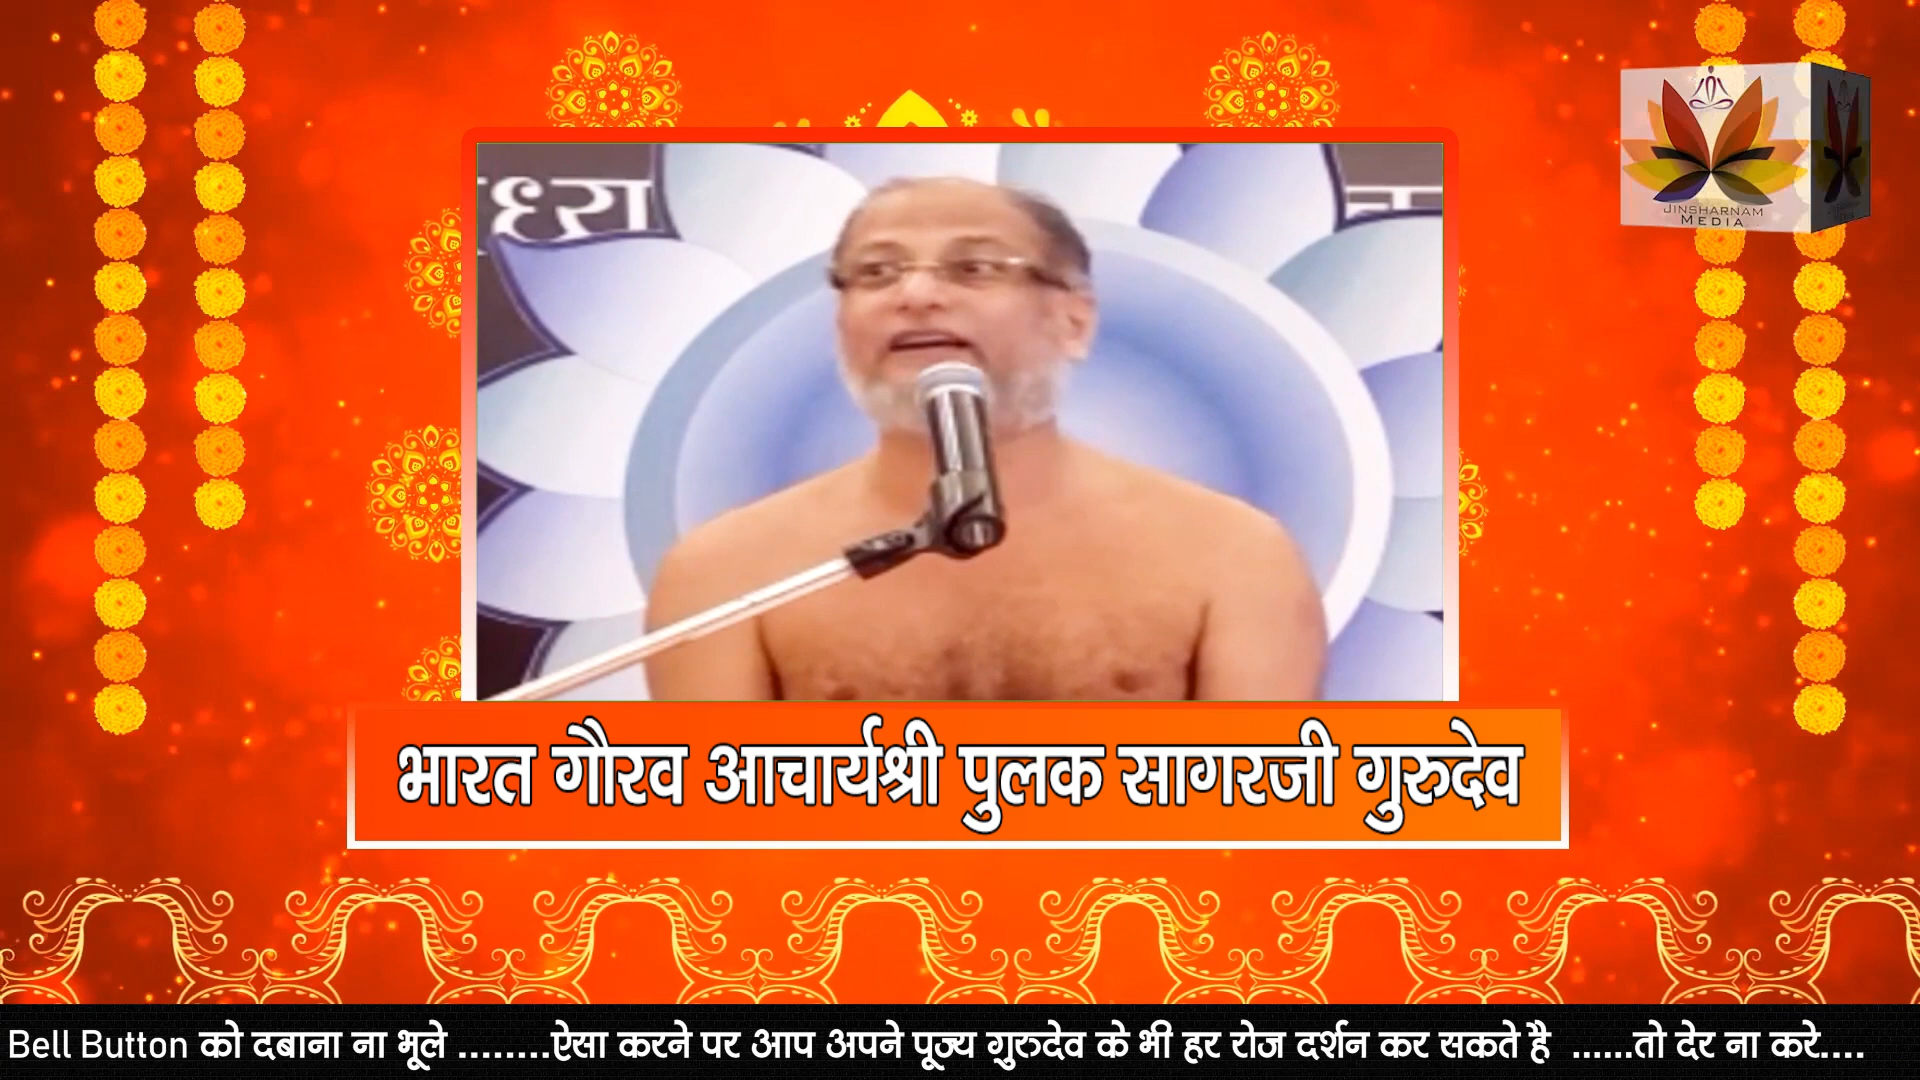 JINSHARNAM
MEDIA
भारत गौरव आचार्यश्री पुलक सागरजी गुरुदेव
Bell Button को दबाना ना भूले ........ऐसा करने पर आप अपने पूज्य गुरुदेव के भी हर रोज दर्शन कर सकते है ......तो देर ना करे....